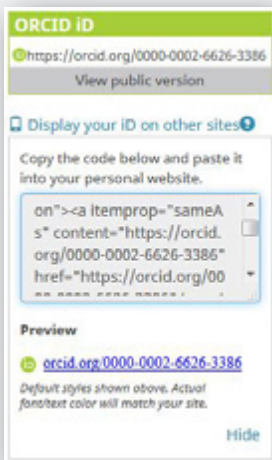 ORCID iD
iD https://orcid.org/0000-0002-6626-3386
View public version
Display your iD on other sites ?
Copy the code below and paste it
into your personal website.
on"><a itemprop="sameA
s" content="https://orcid.
org/0000-0002-6626-3386"
href="https://orcid.org/00
Preview
iD orcid.org/0000-0002-6626-3386
Default styles shown above. Actual
font/text color will match your site.
Hide